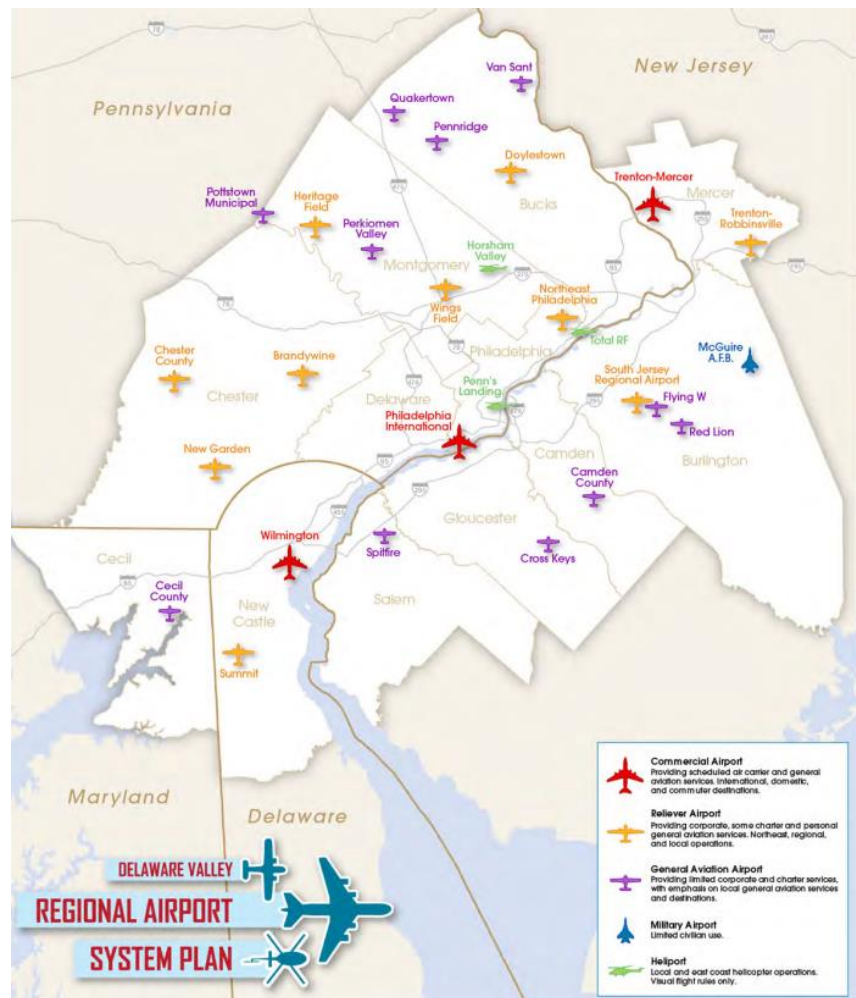 New Jersey
Pennsylvania
Van Sant
Quakertown
Pennridge
Doylestown
Bucks
Trenton-Mercer
Mercer
Trenton-
Robbinsville
Pottstown
Municipal
Heritage
Field
Perkiomen
Valley
Horsham
Valley
Montgomery
Wings
Field
Northeast
Philadelphia
Total RF
Philadelphia
McGuire
A.F.B.
Chester
County
Brandywine
Chester
Delaware
Penn's
Landing
South Jersey
Regional Airport
Flying W
Red Lion
Burlington
Philadelphia
International
New Garden
Camden
Camden
County
Gloucester
Cross Keys
Wilmington
Spitfire
Salem
Cecil
Cecil
County
New
Castle
Summit
Maryland
Delaware
78
95
DELAWARE VALLEY
REGIONAL AIRPORT
SYSTEM PLAN
Commercial Airport
Providing scheduled air carrier and general
aviation services. International, domestic,
and commuter destinations.
Reliever Airport
Providing corporate, some charter and personal
general aviation services. Northeast, regional,
and local operations.
General Aviation Airport
Providing limited corporate and charter services,
with emphasis on local general aviation services
and destinations.
Military Airport
Limited civilian use.
Heliport
Local and east coast helicopter operations.
Visual flight rules only.